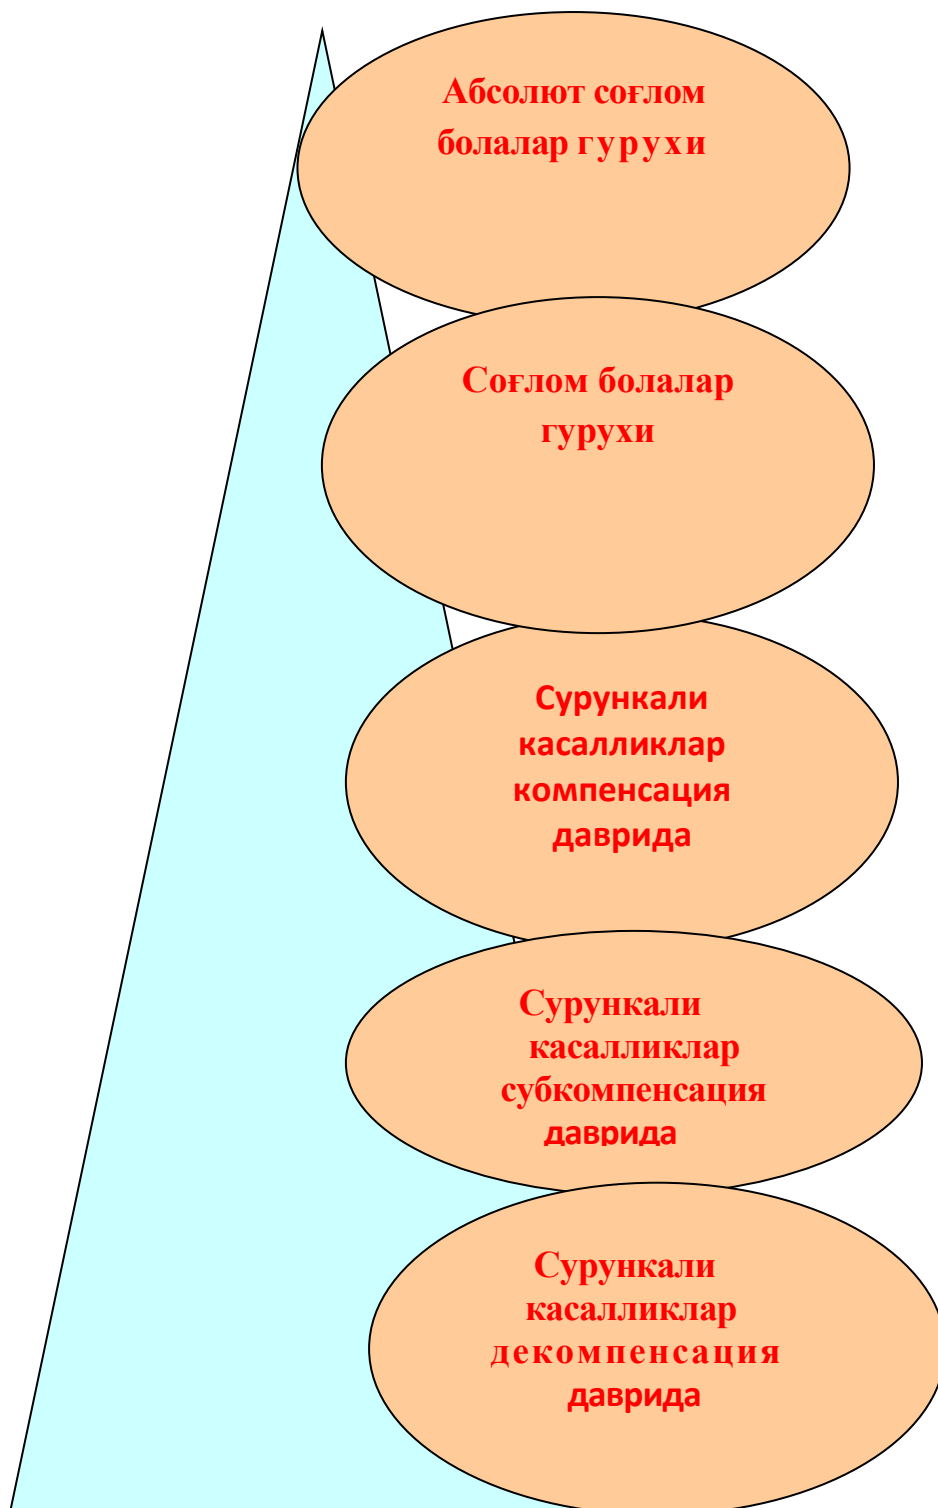 Абсолют соғлом
болалар гурухи
Соғлом болалар
гурухи
Сурункали
касалликлар
компенсация
даврида
Сурункали
касалликлар
субкомпенсация
даврида
Сурункали
касалликлар
декомпенсация
даврида